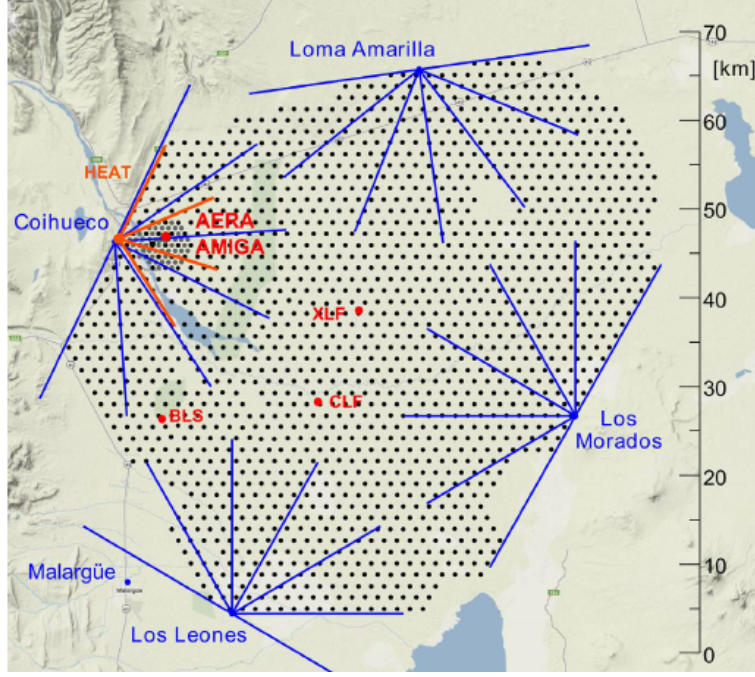 70
Loma Amarilla
[km]
60
HEAT
AERA
50
Coihueco
AMIGA
40
XLF
30
CLF
BLS
Los
Morados
20
10
Malargüe
Los Leones
0